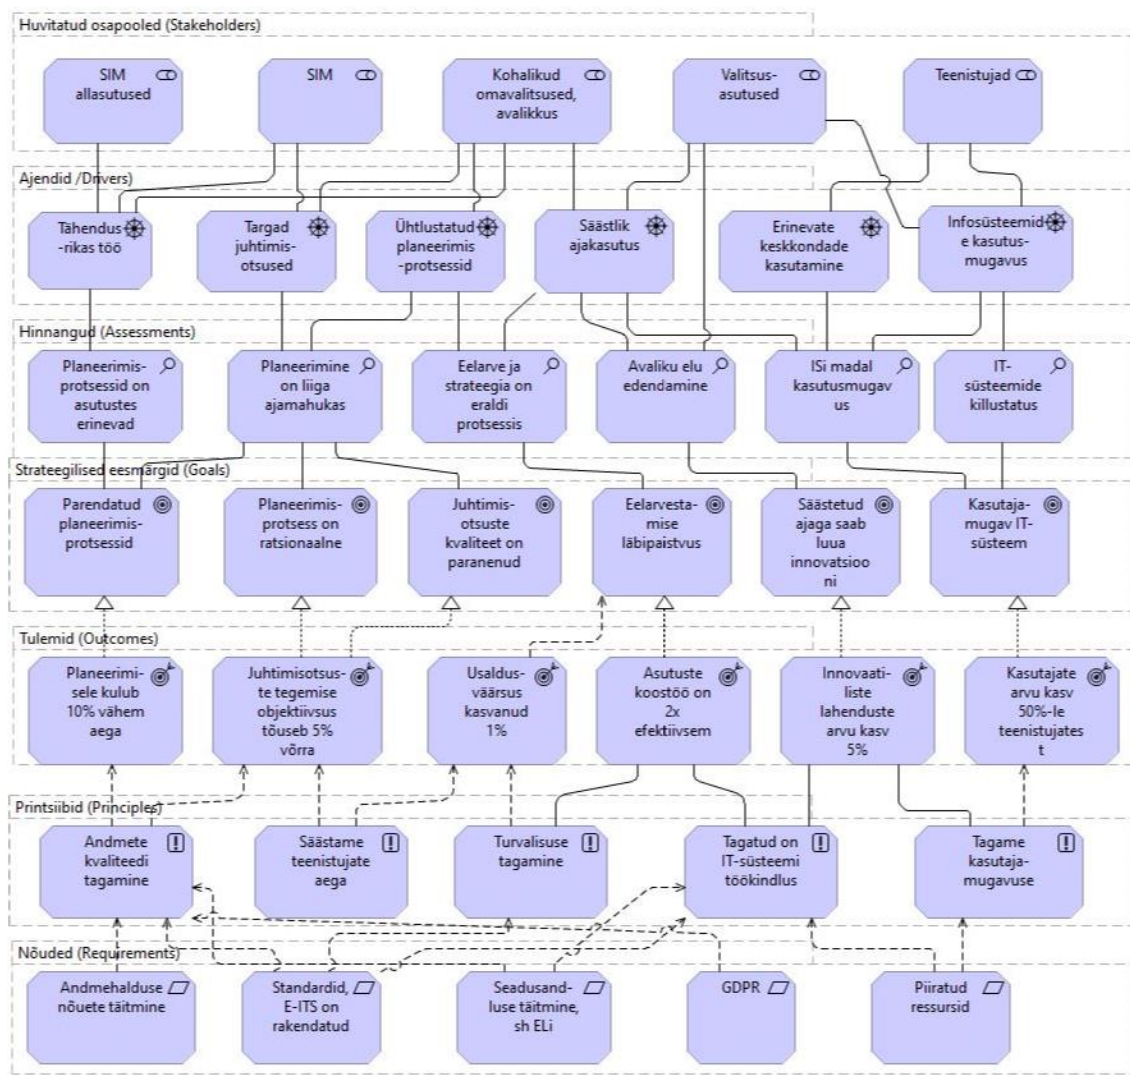 Huvitatud osapooled (Stakeholders)
SIM
allasutused
SIM
Kohalikud
omavalitsused,
avalikkus
Valitsus-
asutused
Teenistujad
Ajendid /Drivers)
Tähendus
-rikas töö
Targad
juhtimis-
otsused
Ühtlustatud
planeerimis
-protsessid
Säästlik
ajakasutus
Erinevate
keskkondade
kasutamine
Infosüsteemid
e kasutus-
mugavus
Hinnangud (Assessments)
Planeerimis-
protsessid on
asutustes
erinevad
Planeerimine
on liiga
ajamahukas
Eelarve ja
strateegia on
eraldi
protsessis
Avaliku elu
edendamine
ISi madal
kasutusmugav
us
IT-
süsteemide
killustatus
Strateegilised eesmärgid (Goals)
Parendatud
planeerimis-
protsessid
Planeerimis-
protsess on
ratsionaalne
Juhtimis-
otsuste
kvaliteet on
paranenud
Eelarvesta-
mise
läbipaistvus
Säästetud
ajaga saab
luua
innovatsioo
ni
Kasutaja-
mugav IT-
süsteem
Tulemid (Outcomes)
Planeerimi-
sele kulub
10% vähem
aega
Juhtimisotsus-
te tegemise
objektiivsus
tõuseb 5%
võrra
Usaldus-
väärsus
kasvanud
1%
Asutuste
koostöö on
2x
efektiivsem
Innovaati-
liste
lahenduste
arvu kasv
5%
Kasutajate
arvu kasv
50%-le
teenistujates
t
Printsiibid (Principles)
Andmete
kvaliteedi
tagamine
Säästame
teenistujate
aega
Turvalisuse
tagamine
Tagatud on
IT-süsteemi
töökindlus
Tagame
kasutaja-
mugavuse
Nõuded (Requirements)
Andmehalduse
nõuete täitmine
Standardid,
E-ITS on
rakendatud
Seadusand-
luse täitmine,
sh ELi
GDPR
Piiratud
ressursid